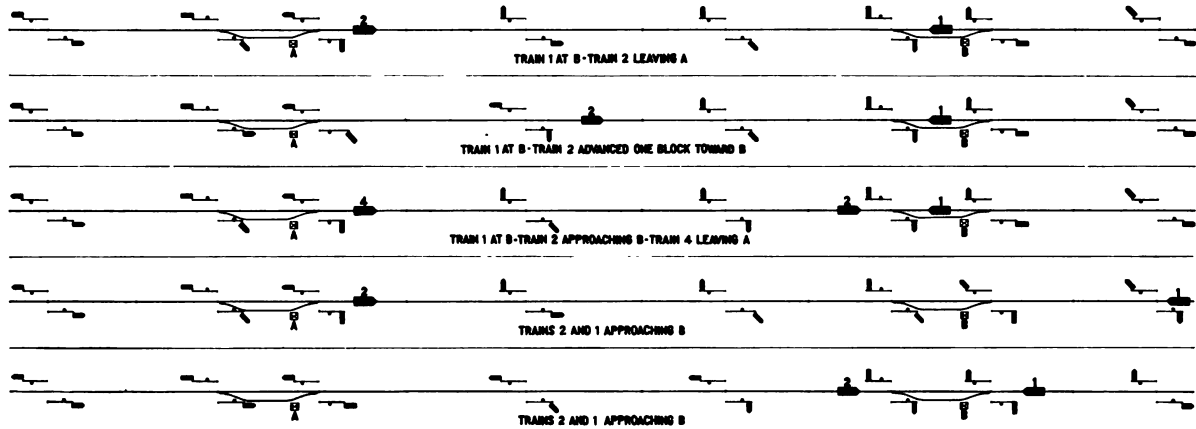 2 1
A B
TRAIN 1 AT B-TRAIN 2 LEAVING A
2 1
A B
TRAIN 1 AT B-TRAIN 2 ADVANCED ONE BLOCK TOWARD B
4 2 1
A B
TRAIN 1 AT B-TRAIN 2 APPROACHING B-TRAIN 4 LEAVING A
2 1
A B
TRAINS 2 AND 1 APPROACHING B
2 1
A B
TRAINS 2 AND 1 APPROACHING B